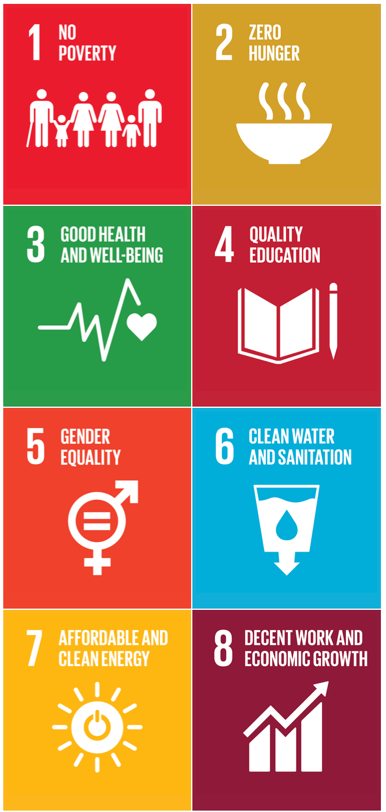 1 NO
POVERTY
2 ZERO
HUNGER
3 GOOD HEALTH
AND WELL-BEING
4 QUALITY
EDUCATION
5 GENDER
EQUALITY
6 CLEAN WATER
AND SANITATION
7 AFFORDABLE AND
CLEAN ENERGY
8 DECENT WORK AND
ECONOMIC GROWTH